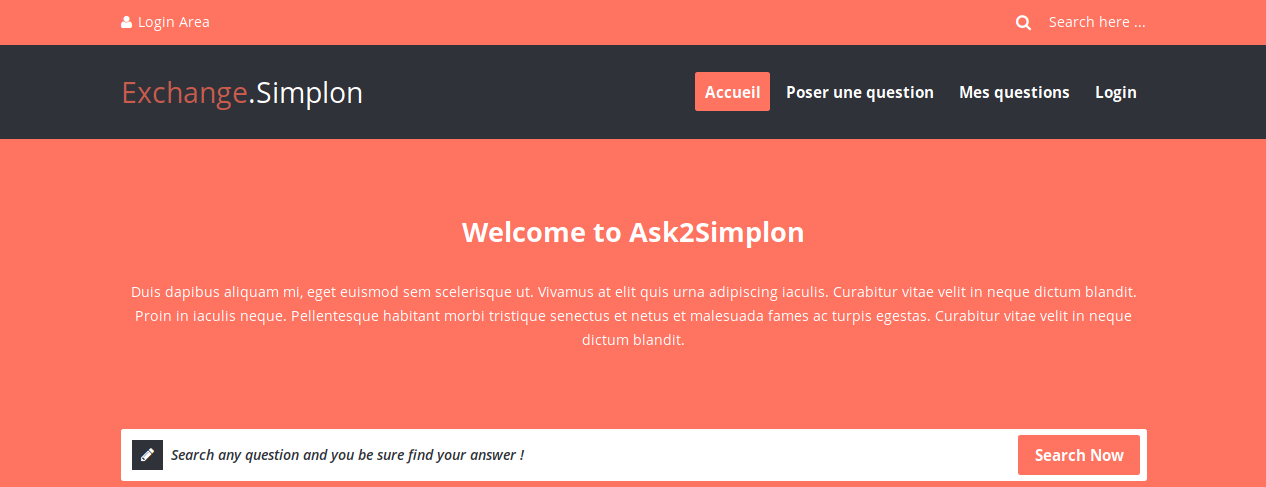 Login Area
Search here ...
Exchange.Simplon
Accueil
Poser une question
Mes questions
Login
Welcome to Ask2Simplon
Duis dapibus aliquam mi, eget euismod sem scelerisque ut. Vivamus at elit quis urna adipiscing iaculis. Curabitur vitae velit in neque dictum blandit.
Proin in iaculis neque. Pellentesque habitant morbi tristique senectus et netus et malesuada fames ac turpis egestas. Curabitur vitae velit in neque
dictum blandit.
Search any question and you be sure find your answer !
Search Now